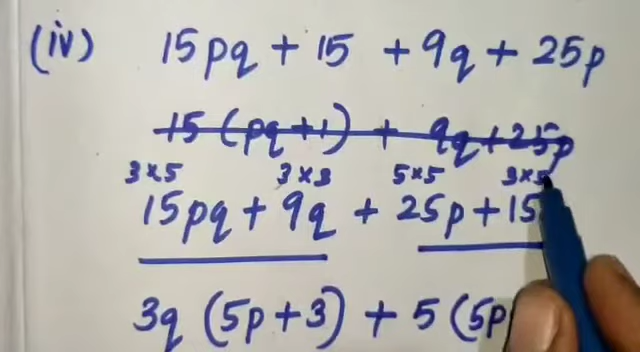 (iv) 15pq + 15 + 9q + 25p
15 (pq + 1) + 9q + 25p
3×5 3×3 5×5 3×5
15pq + 9q + 25p + 15
3q (5p + 3) + 5 (5p